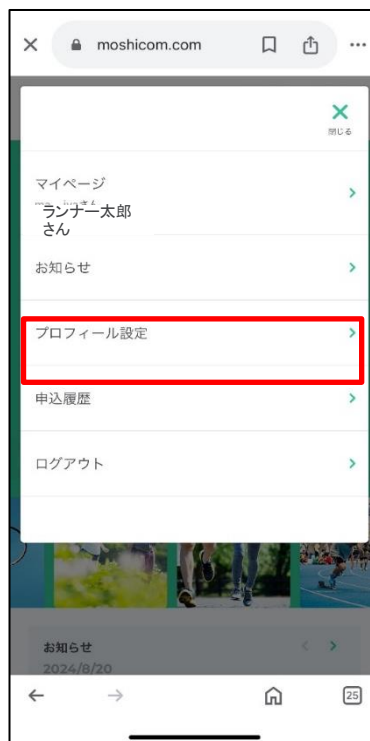 moshicom.com
閉じる
マイページ
ランナー太郎
さん
お知らせ
プロフィール設定
申込履歴
ログアウト
お知らせ
2024/8/20
25